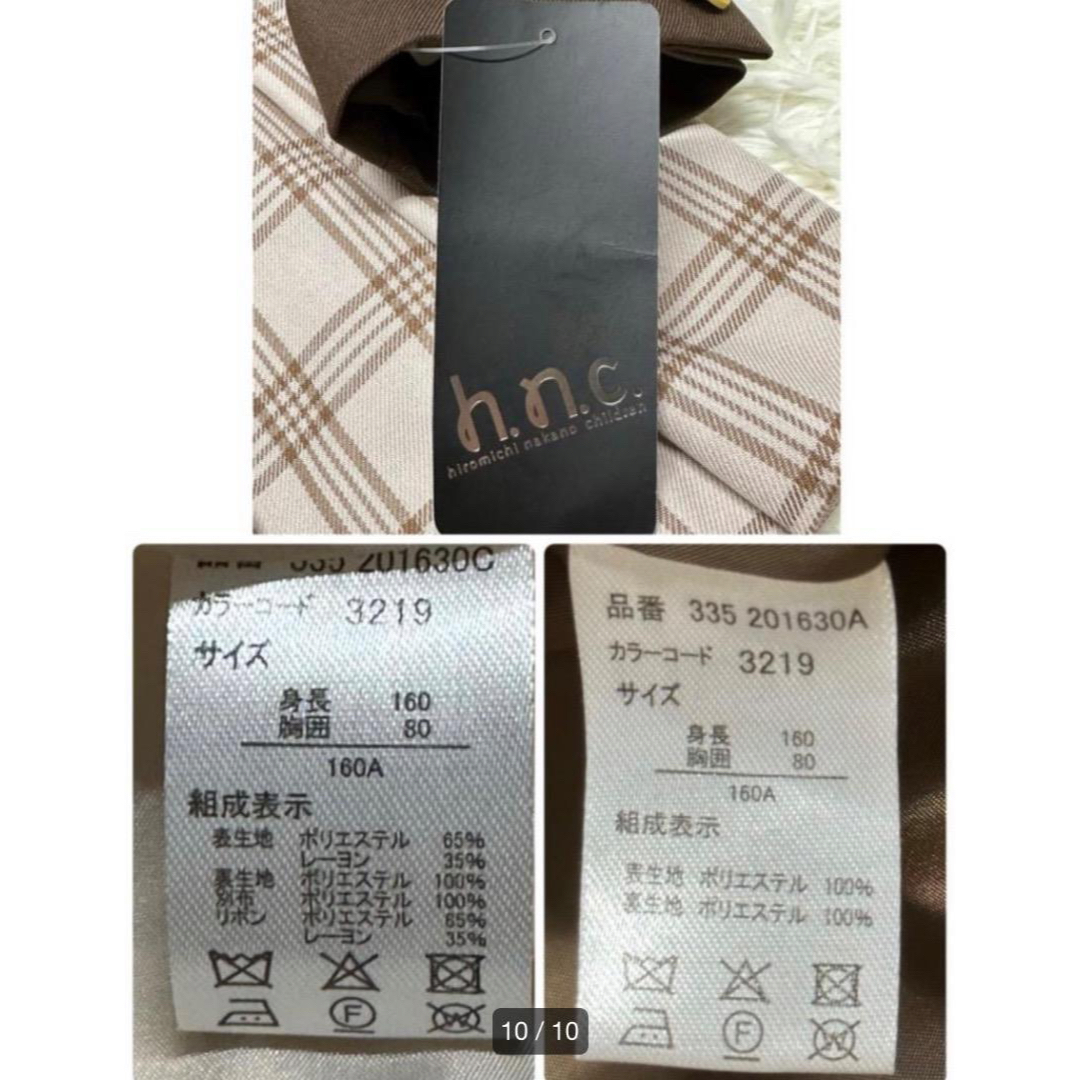 h.n.c.
hiromichi nakano children
335 201630C
カラーコード 3219
サイズ
身長 160
胸囲 80
160A
組成表示
表生地 ポリエステル 65%
レーヨン 35%
裏生地 ポリエステル 100%
別布 ポリエステル 100%
リボン ポリエステル 65%
レーヨン 35%
F
W
品番 335 201630A
カラーコード 3219
サイズ
身長 160
胸囲 80
160A
組成表示
表生地 ポリエステル 100%
裏生地 ポリエステル 100%
F
W
10 / 10